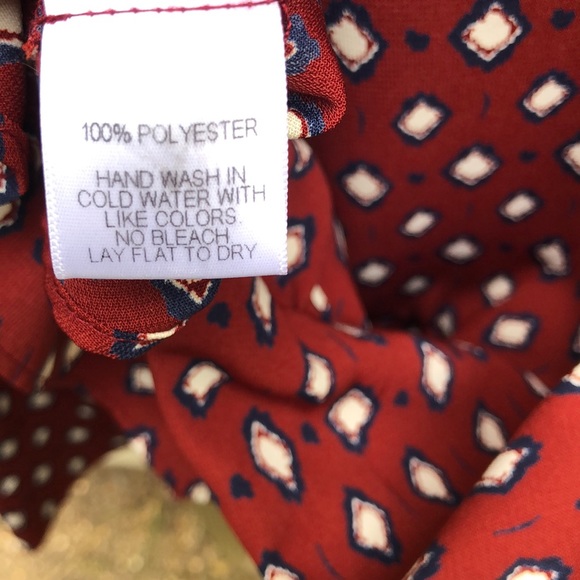 100% POLYESTER
HAND WASH IN
COLD WATER WITH
LIKE COLORS
NO BLEACH
LAY FLAT TO DRY